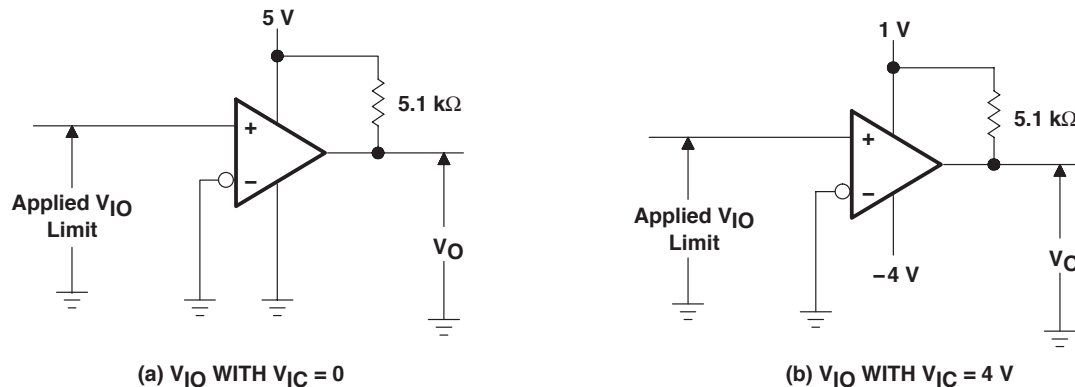 5 V
5.1 kΩ
+
−
Applied VIO
Limit
VO
(a) VIO WITH VIC = 0
1 V
5.1 kΩ
+
−
Applied VIO
Limit
−4 V
VO
(b) VIO WITH VIC = 4 V